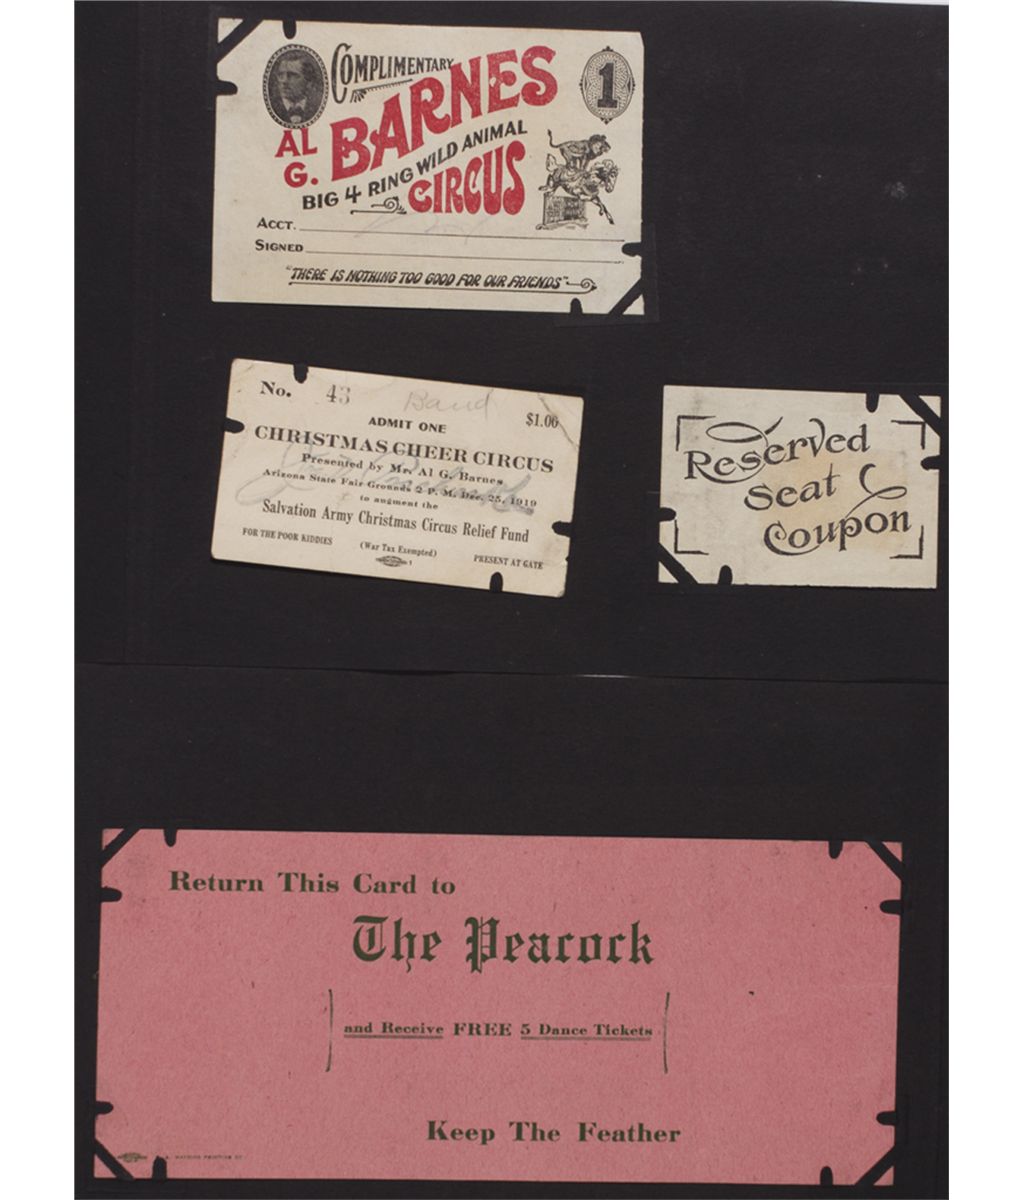 COMPLIMENTARY
1
AL G. BARNES
BIG 4 RING WILD ANIMAL
CIRCUS
ACCT.
SIGNED
"THERE IS NOTHING TOO GOOD FOR OUR FRIENDS"
No. 43 Band $1.00
ADMIT ONE
CHRISTMAS CHEER CIRCUS
Presented by Mr. Al G. Barnes
Arizona State Fair Grounds 2 P. M. Dec. 25, 1919
to augment the
Salvation Army Christmas Circus Relief Fund
FOR THE POOR KIDDIES (War Tax Exempted) PRESENT AT GATE
1
Reserved
Seat
Coupon
Return This Card to
The Peacock
and Receive FREE 5 Dance Tickets
Keep The Feather